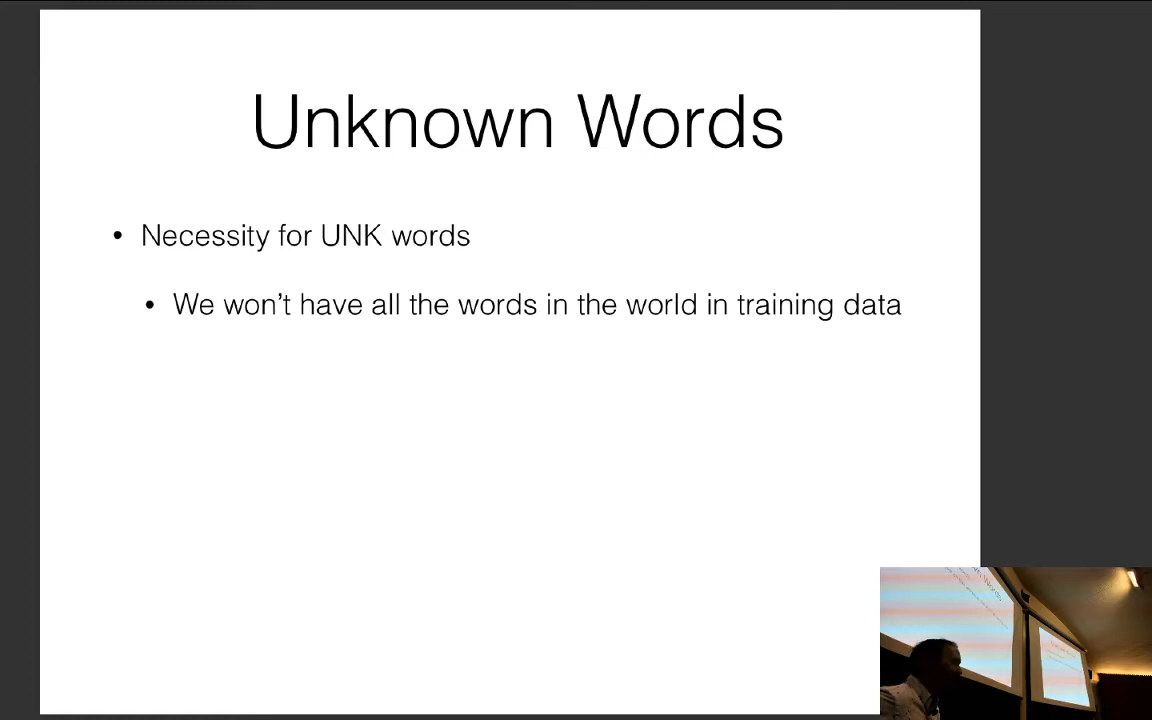 Unknown Words
• Necessity for UNK words
• We won't have all the words in the world in training data